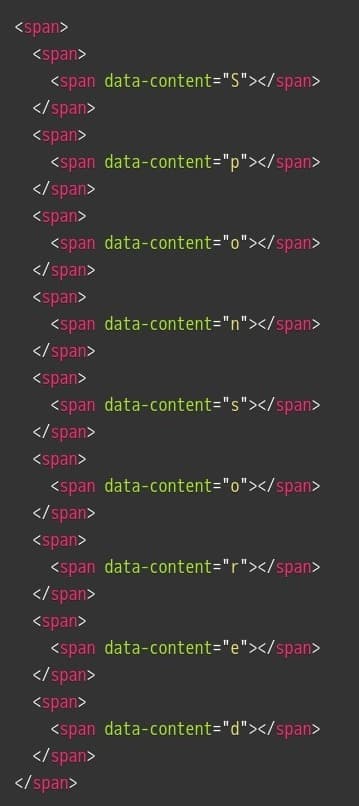 <span>
  <span>
    <span data-content="S"></span>
  </span>
  <span>
    <span data-content="p"></span>
  </span>
  <span>
    <span data-content="o"></span>
  </span>
  <span>
    <span data-content="n"></span>
  </span>
  <span>
    <span data-content="s"></span>
  </span>
  <span>
    <span data-content="o"></span>
  </span>
  <span>
    <span data-content="r"></span>
  </span>
  <span>
    <span data-content="e"></span>
  </span>
  <span>
    <span data-content="d"></span>
  </span>
</span>